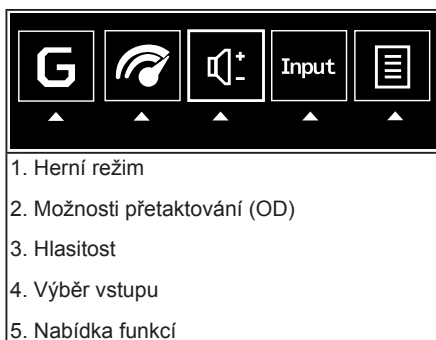 G
Input
1. Herní režim
2. Možnosti přetaktování (OD)
3. Hlasitost
4. Výběr vstupu
5. Nabídka funkcí